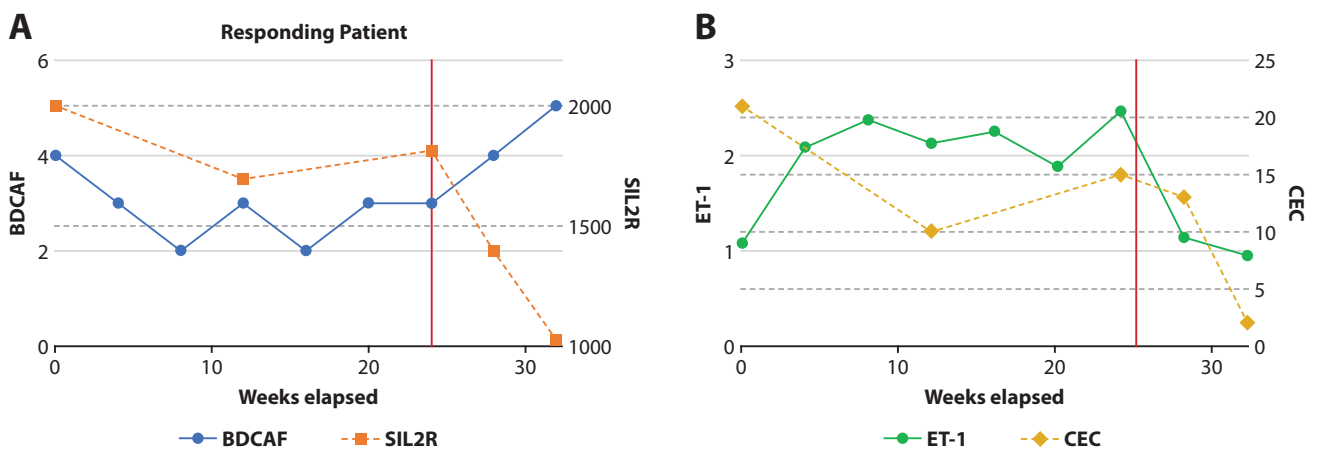 A
Responding Patient
6
4
2
0
BDCAF
2000
1500
1000
SIL2R
0
10
20
30
Weeks elapsed
BDCAF
SIL2R
B
3
2
1
0
ET-1
25
20
15
10
5
0
CEC
0
10
20
30
Weeks elapsed
ET-1
CEC